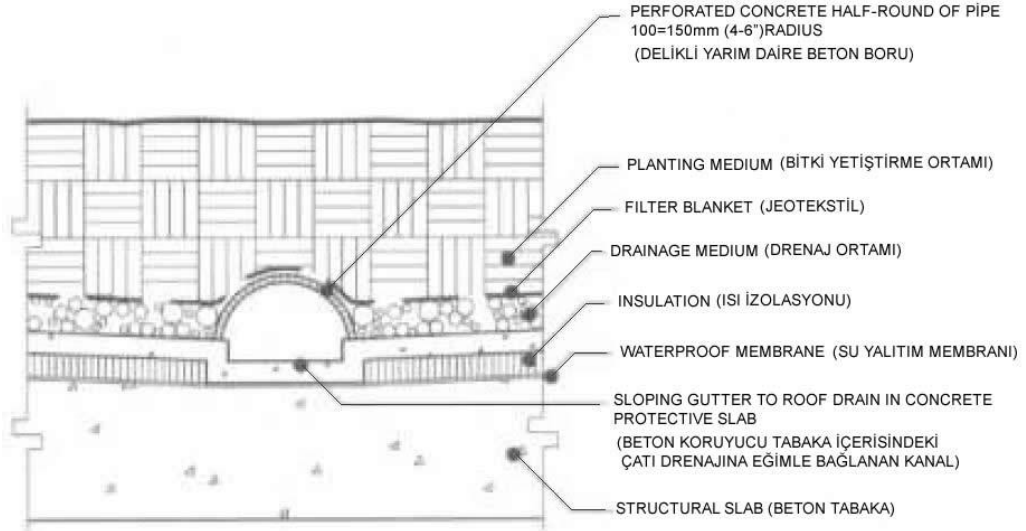 PERFORATED CONCRETE HALF-ROUND OF PİPE
100=150mm (4-6")RADIUS
(DELİKLİ YARIM DAİRE BETON BORU)
PLANTING MEDIUM (BİTKİ YETİŞTİRME ORTAMI)
FILTER BLANKET (JEOTEKSTİL)
DRAINAGE MEDIUM (DRENAJ ORTAMI)
INSULATION (ISI İZOLASYONU)
WATERPROOF MEMBRANE (SU YALITIM MEMBRANI)
SLOPING GUTTER TO ROOF DRAIN IN CONCRETE
PROTECTIVE SLAB
(BETON KORUYUCU TABAKA İÇERİSİNDEKİ
ÇATI DRENAJINA EĞİMLE BAĞLANAN KANAL)
STRUCTURAL SLAB (BETON TABAKA)